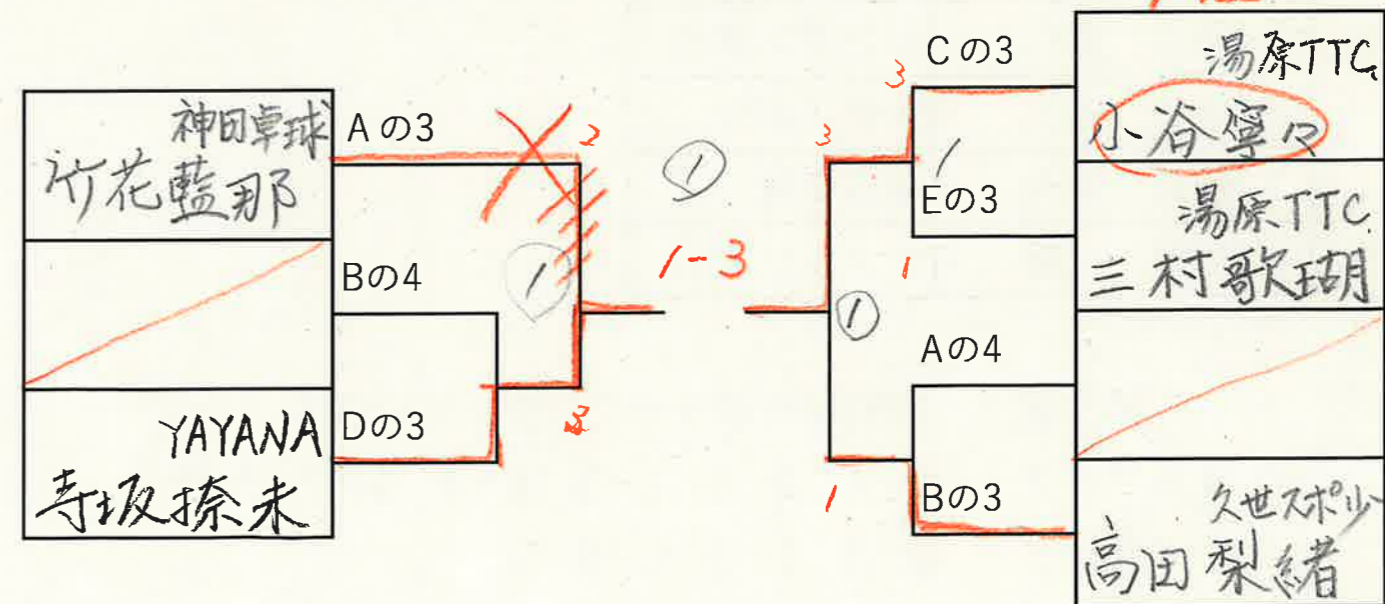 神田卓球
竹花藍那
Aの3
2
Bの4
1
YAYANA
寺坂捺未
Dの3
3
①
1-3
Cの3
3
湯原TTC
小谷寧々
3
1
Eの3
1
湯原TTC
三村歌瑚
①
Aの4
1
Bの3
久世スポ少
高田梨緒